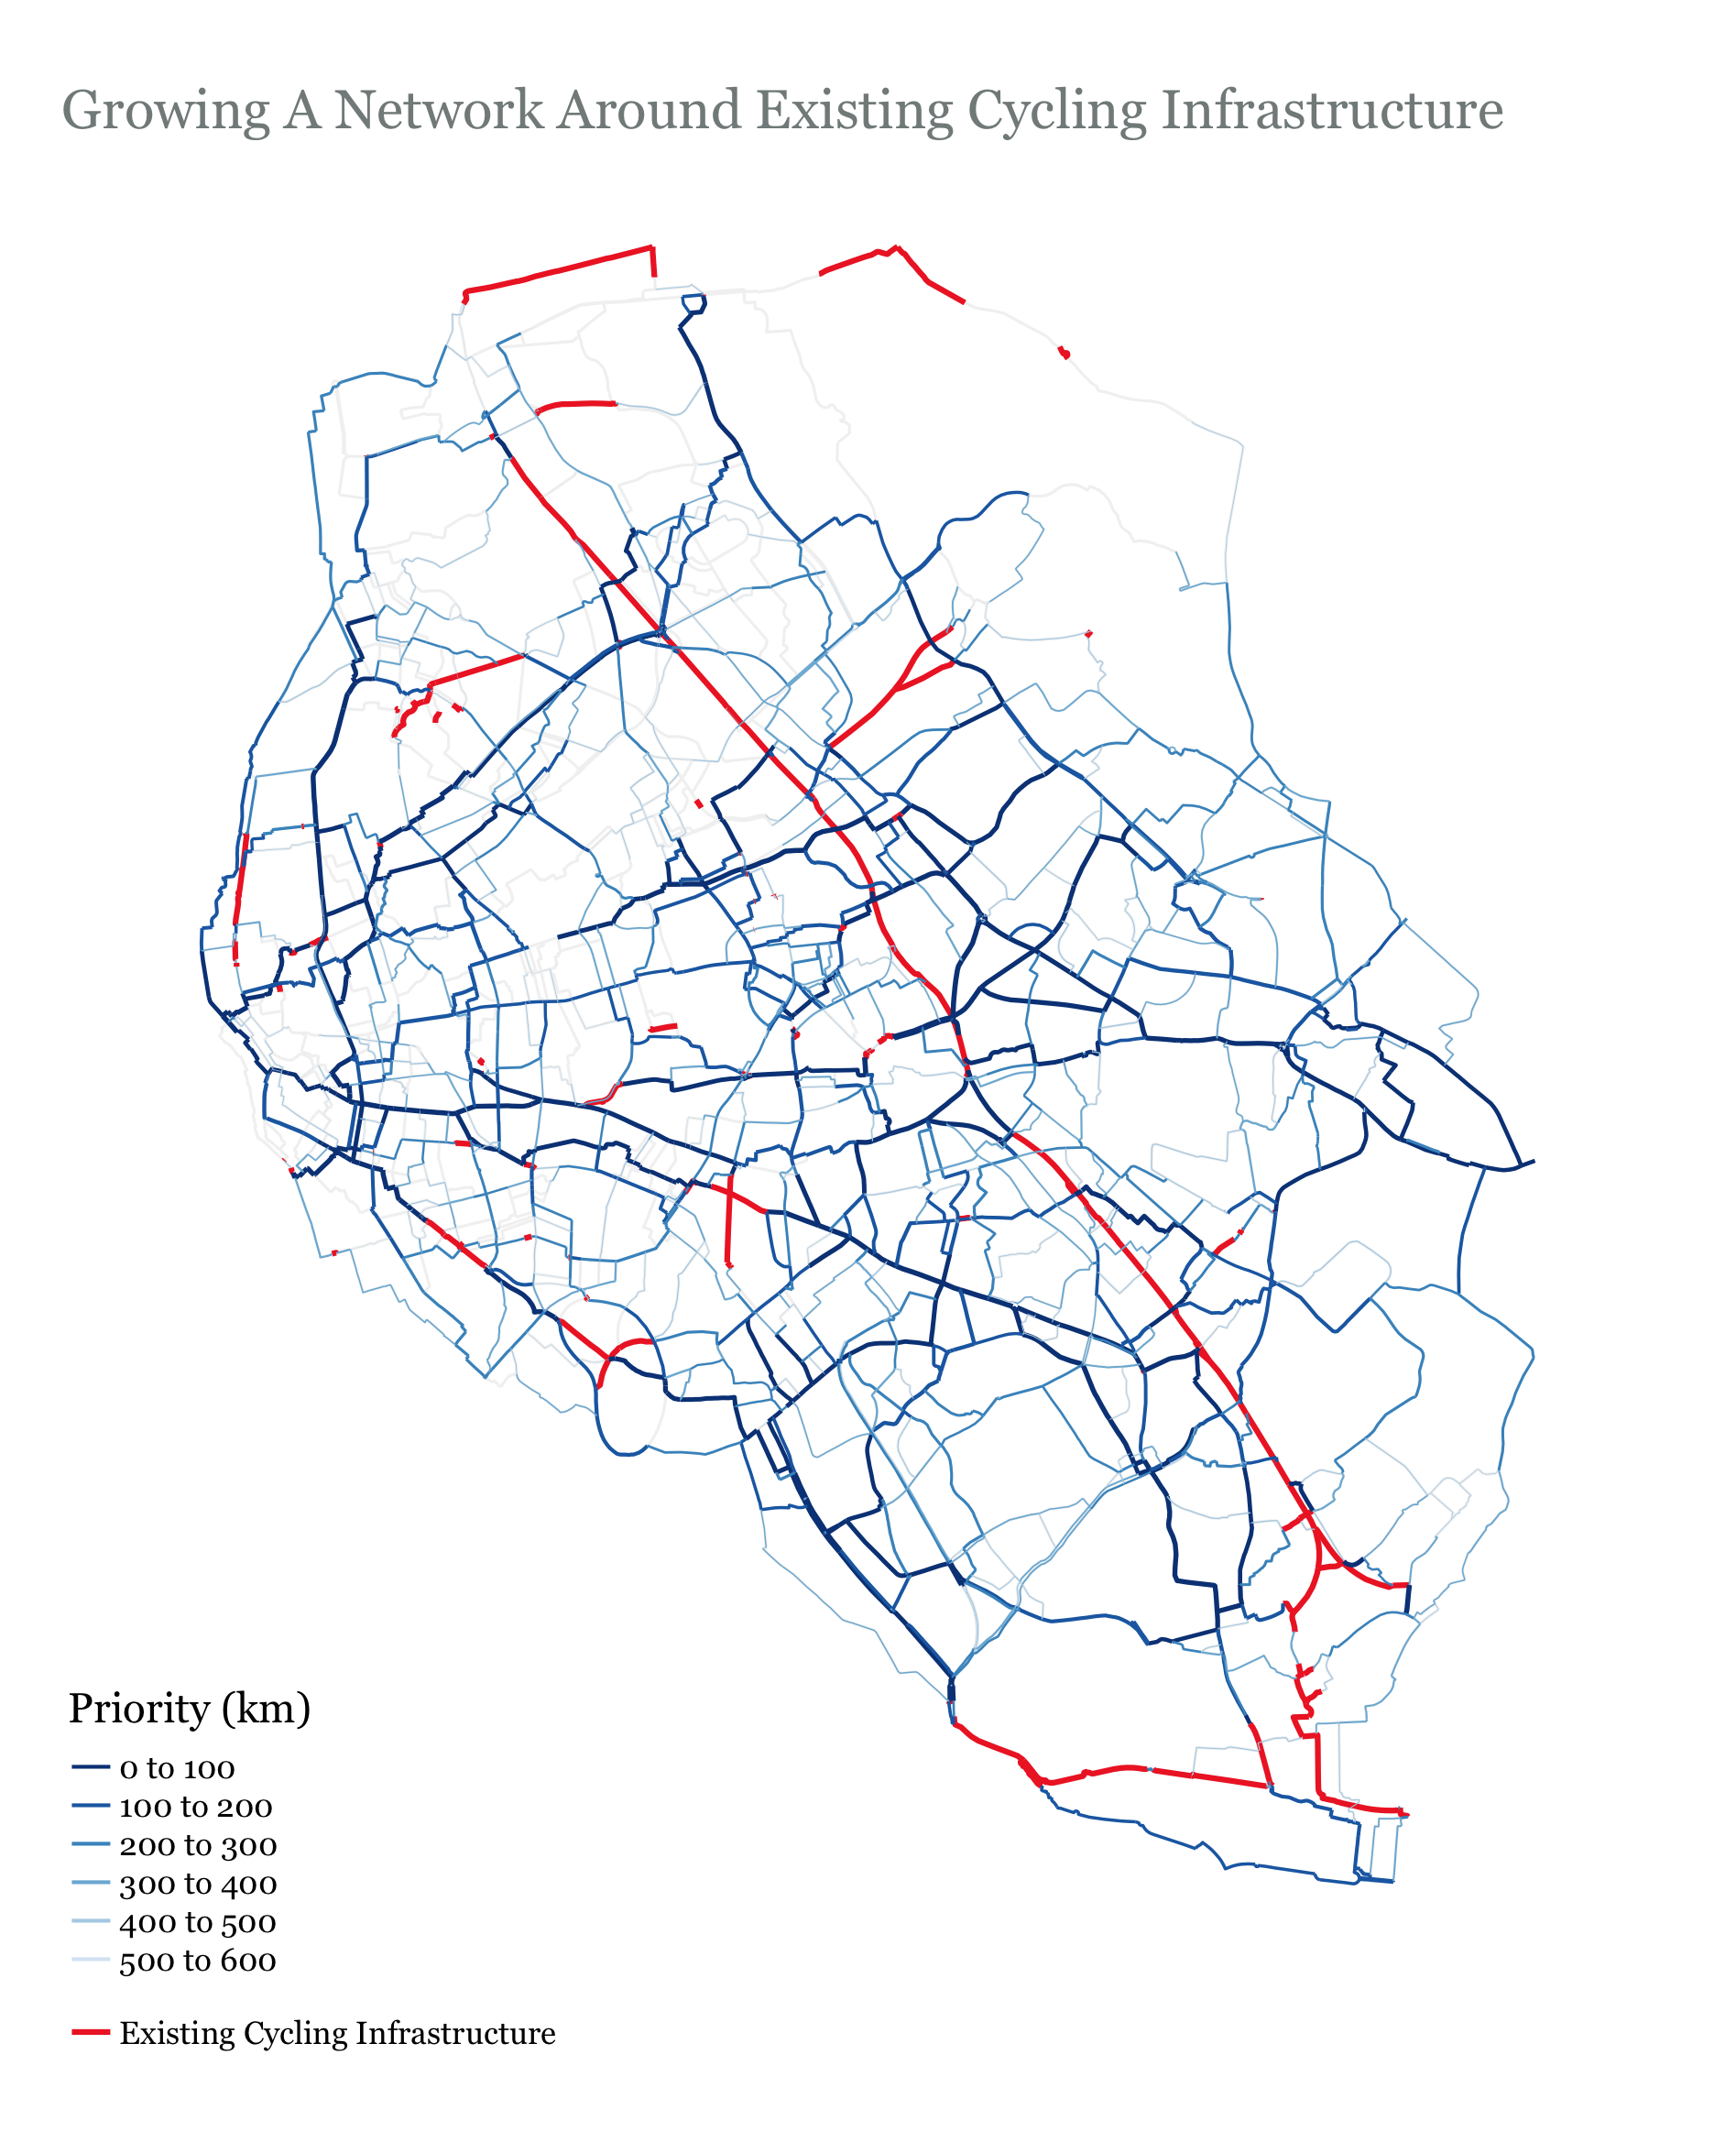 Growing A Network Around Existing Cycling Infrastructure
Priority (km)
0 to 100
100 to 200
200 to 300
300 to 400
400 to 500
500 to 600
Existing Cycling Infrastructure